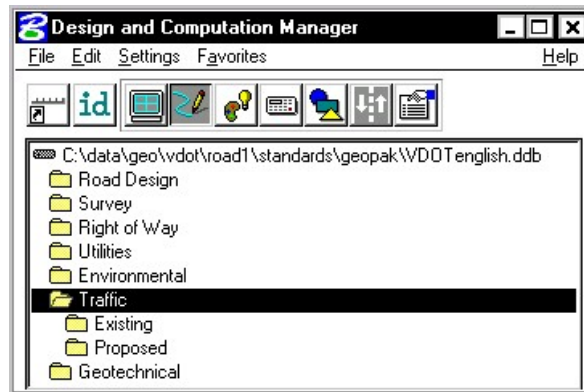 Design and Computation Manager
File Edit Settings Favorites Help
id
C:\data\geo\vdot\road1\standards\geopak\VDOTenglish.ddb
Road Design
Survey
Right of Way
Utilities
Environmental
Traffic
Existing
Proposed
Geotechnical